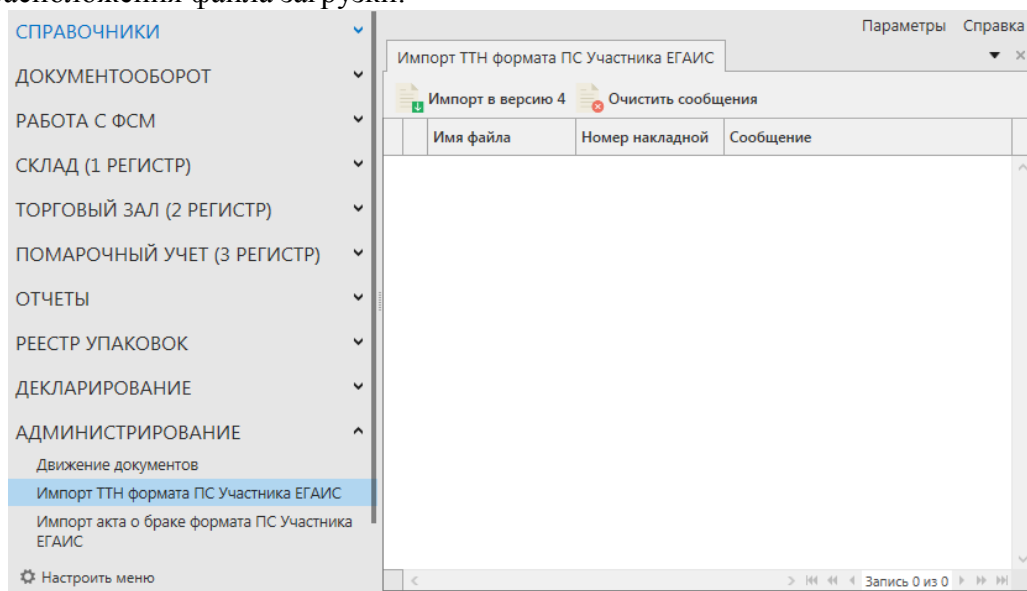 расположения файла загрузки.
СПРАВОЧНИКИ
ДОКУМЕНТООБОРОТ
РАБОТА С ФСМ
СКЛАД (1 РЕГИСТР)
ТОРГОВЫЙ ЗАЛ (2 РЕГИСТР)
ПОМАРОЧНЫЙ УЧЕТ (3 РЕГИСТР)
ОТЧЕТЫ
РЕЕСТР УПАКОВОК
ДЕКЛАРИРОВАНИЕ
АДМИНИСТРИРОВАНИЕ
Движение документов
Импорт ТТН формата ПС Участника ЕГАИС
Импорт акта о браке формата ПС Участника
ЕГАИС
Настроить меню
Параметры Справка
Импорт ТТН формата ПС Участника ЕГАИС
Импорт в версию 4 Очистить сообщения
Имя файла Номер накладной Сообщение
Запись 0 из 0